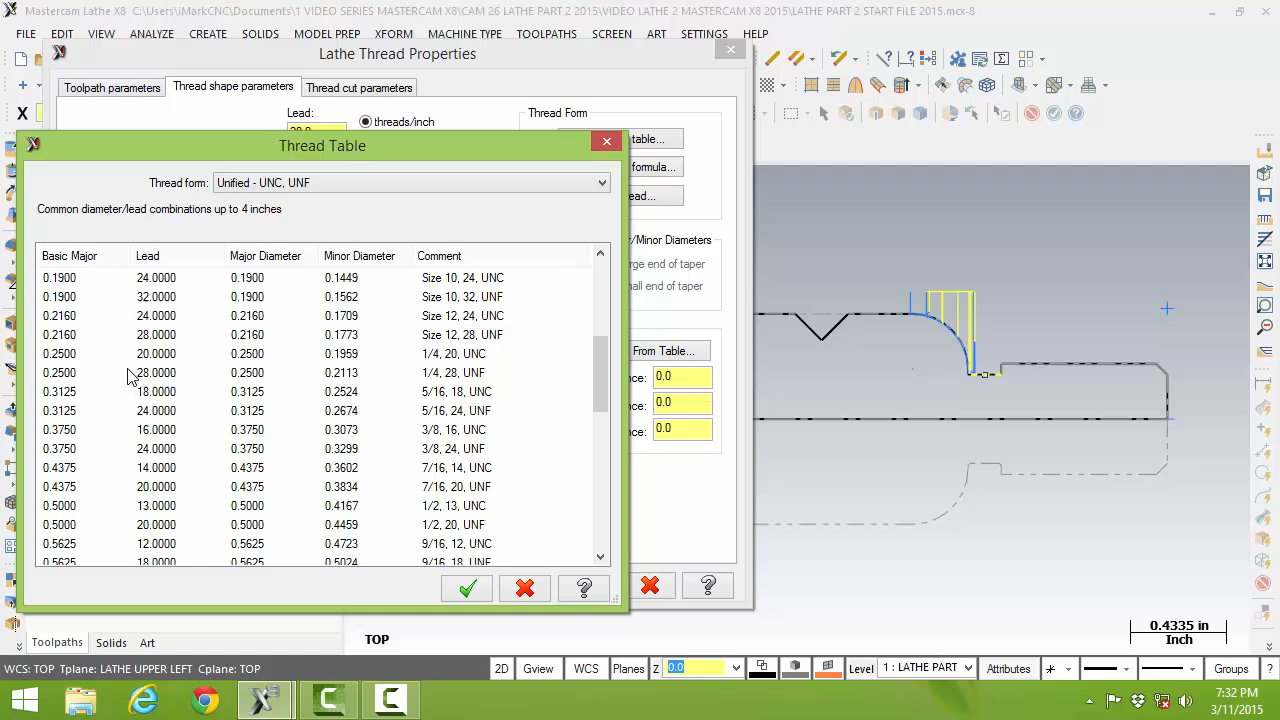 Mastercam Lathe X8 C:\Users\iMarkCNC\Documents\1 VIDEO SERIES MASTERCAM X8\CAM 26 LATHE PART 2 2015\VIDEO LATHE 2 MASTERCAM X8 2015\LATHE PART 2 START FILE 2015.mcx-8
FILE EDIT VIEW ANALYZE CREATE SOLIDS MODEL PREP XFORM MACHINE TYPE TOOLPATHS SCREEN ART SETTINGS HELP
Lathe Thread Properties
Toolpath parameters Thread shape parameters Thread cut parameters
X
Lead:
threads/inch
Thread Form
table...
formula...
ead...
/Minor Diameters
rge end of taper
all end of taper
From Table...
ce: 0.0
nce: 0.0
nce: 0.0
Thread Table
Thread form: Unified - UNC, UNF
Common diameter/lead combinations up to 4 inches
Basic Major Lead Major Diameter Minor Diameter Comment
0.1900 24.0000 0.1900 0.1449 Size 10, 24, UNC
0.1900 32.0000 0.1900 0.1562 Size 10, 32, UNF
0.2160 24.0000 0.2160 0.1709 Size 12, 24, UNC
0.2160 28.0000 0.2160 0.1773 Size 12, 28, UNF
0.2500 20.0000 0.2500 0.1959 1/4, 20, UNC
0.2500 28.0000 0.2500 0.2113 1/4, 28, UNF
0.3125 18.0000 0.3125 0.2524 5/16, 18, UNC
0.3125 24.0000 0.3125 0.2674 5/16, 24, UNF
0.3750 16.0000 0.3750 0.3073 3/8, 16, UNC
0.3750 24.0000 0.3750 0.3299 3/8, 24, UNF
0.4375 14.0000 0.4375 0.3602 7/16, 14, UNC
0.4375 20.0000 0.4375 0.3834 7/16, 20, UNF
0.5000 13.0000 0.5000 0.4167 1/2, 13, UNC
0.5000 20.0000 0.5000 0.4459 1/2, 20, UNF
0.5625 12.0000 0.5625 0.4723 9/16, 12, UNC
0.5625 18.0000 0.5625 0.5024 9/16, 18, UNF
Toolpaths Solids Art
TOP
0.4335 in
Inch
WCS: TOP Tplane: LATHE UPPER LEFT Cplane: TOP
2D Gview WCS Planes Z 0.0 Level 1 : LATHE PART Attributes Groups ?
7:32 PM
3/11/2015